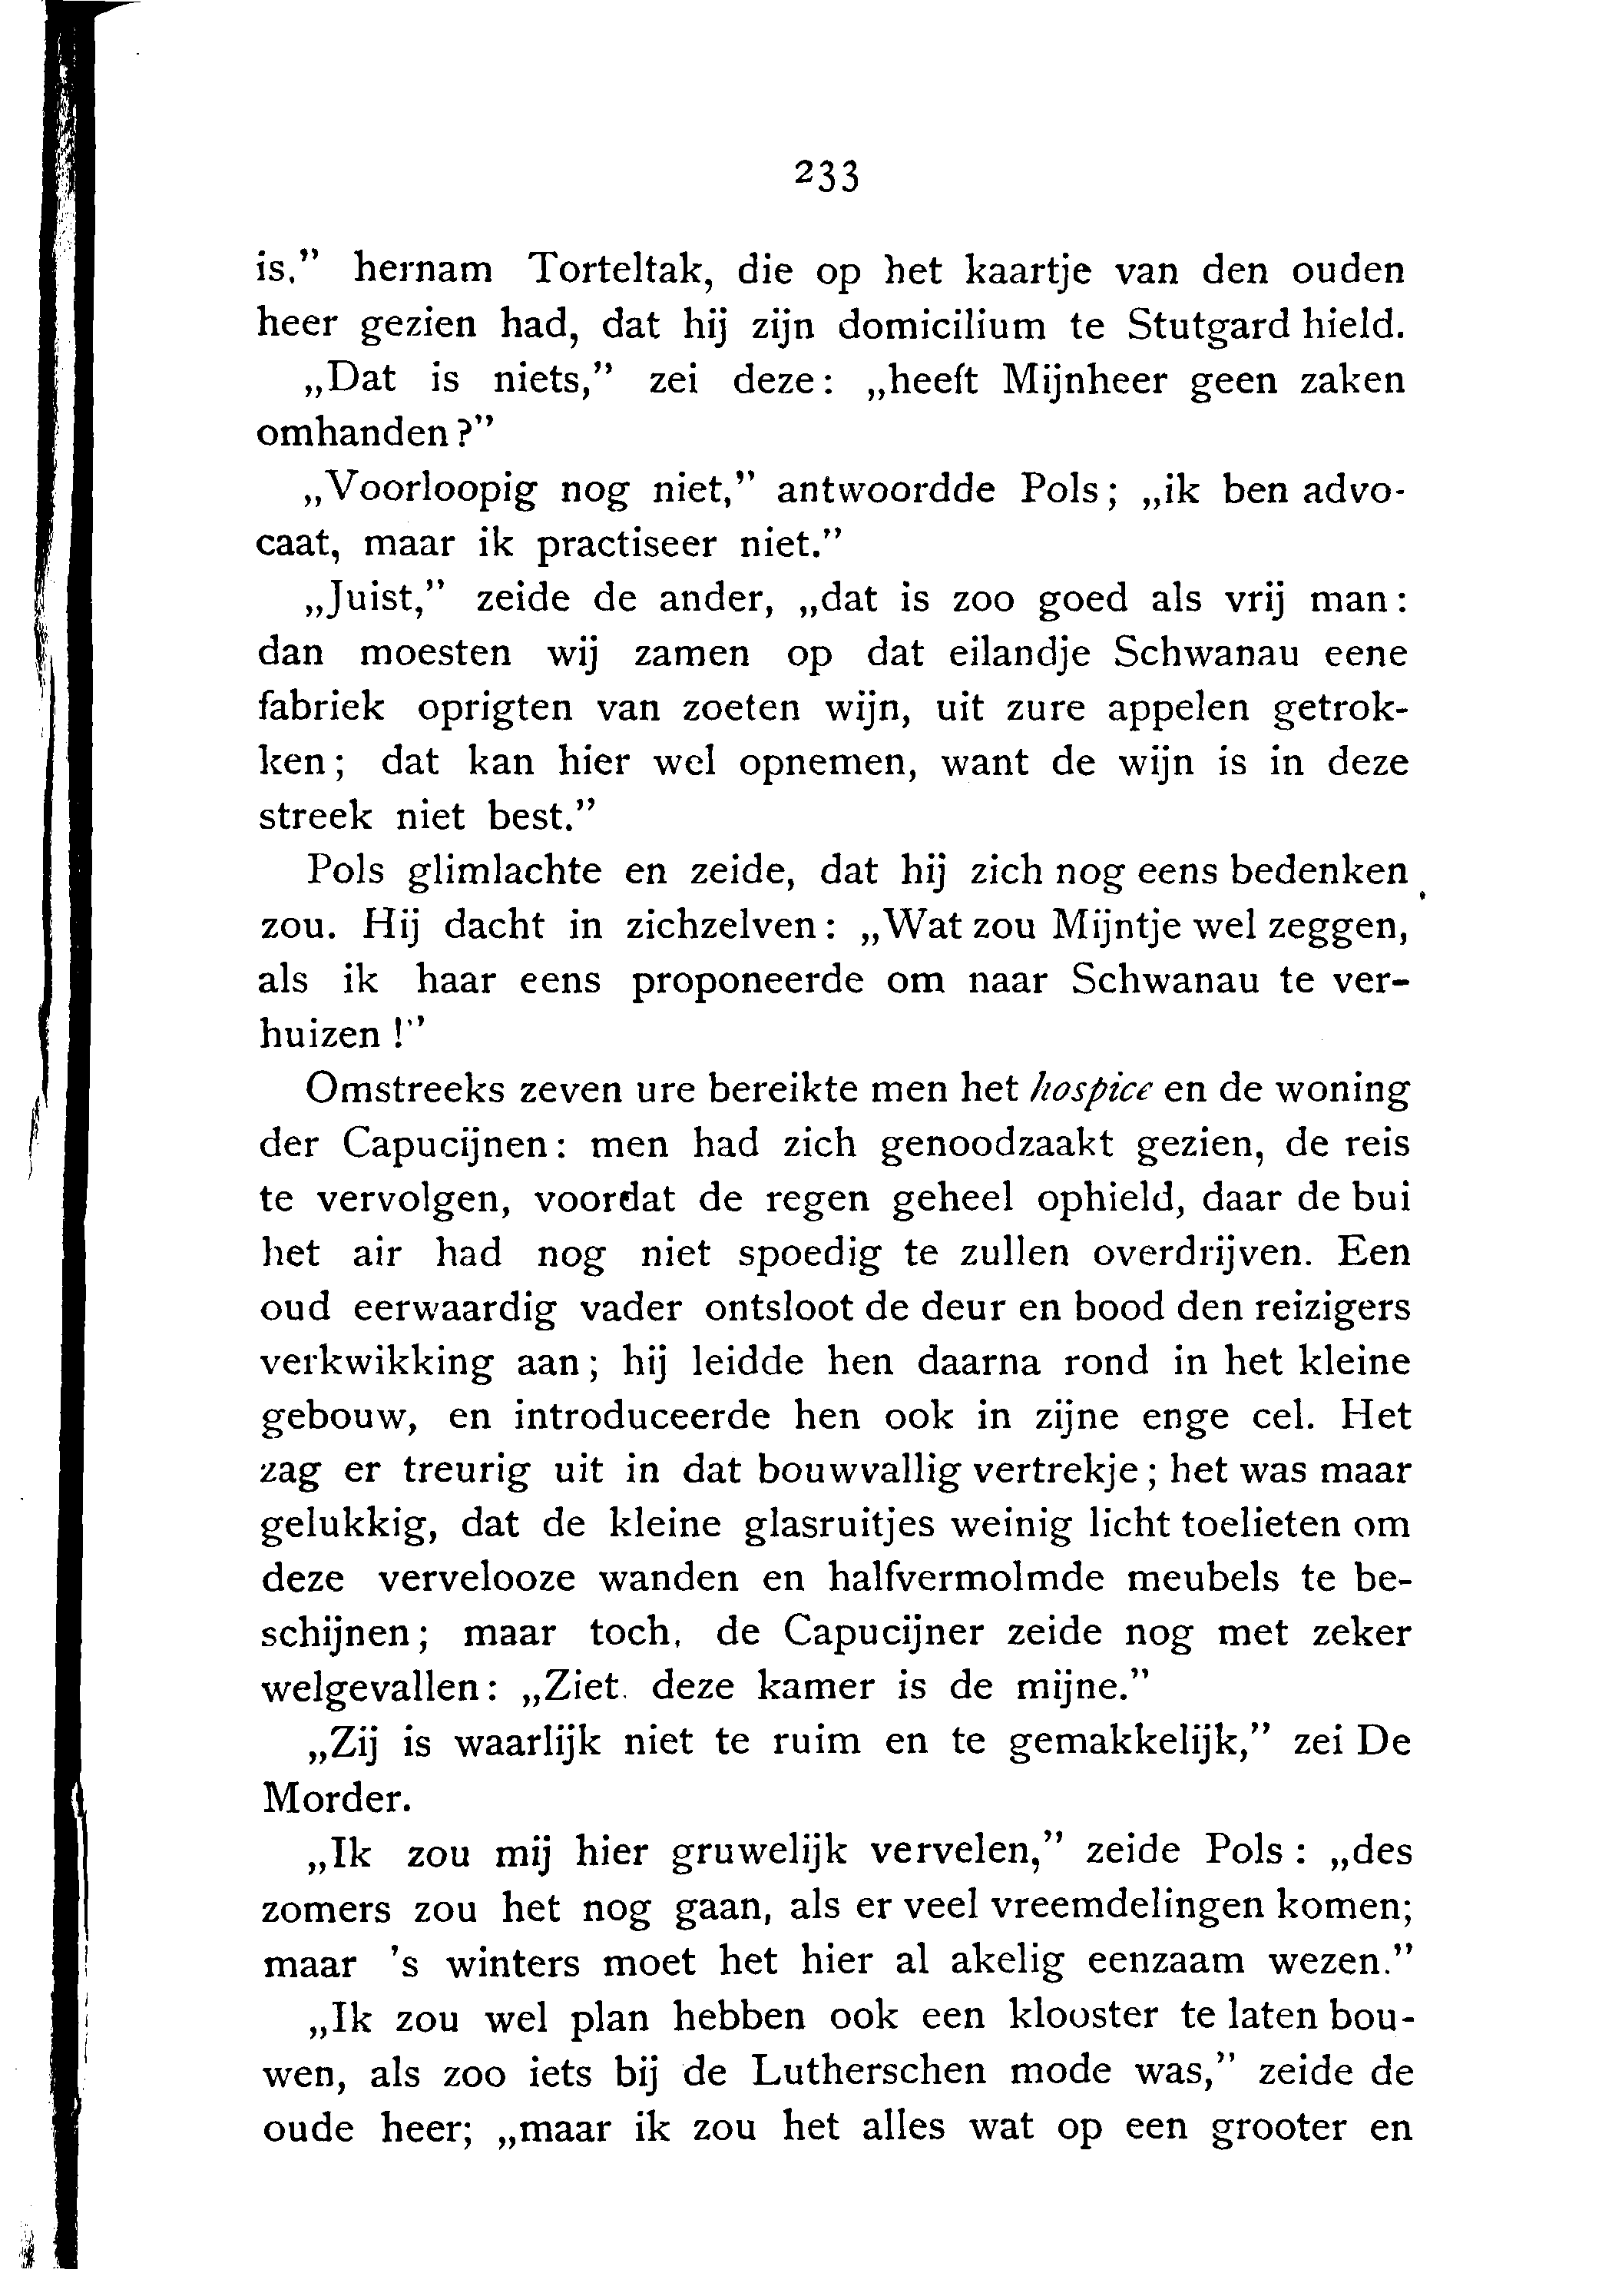 233
is,” hernam Torteltak, die op het kaartje van den ouden
heer gezien had, dat hij zijn domicilium te Stutgard hield.
„Dat is niets,” zei deze: „heeft Mijnheer geen zaken
omhanden?”
„Voorloopig nog niet,” antwoordde Pols; „ik ben advo-
caat, maar ik practiseer niet.”
„Juist,” zeide de ander, „dat is zoo goed als vrij man:
dan moesten wij zamen op dat eilandje Schwanau eene
fabriek oprigten van zoeten wijn, uit zure appelen getrok-
ken; dat kan hier wel opnemen, want de wijn is in deze
streek niet best.”
Pols glimlachte en zeide, dat hij zich nog eens bedenken
zou. Hij dacht in zichzelven: „Wat zou Mijntje wel zeggen,
als ik haar eens proponeerde om naar Schwanau te ver-
huizen!”
Omstreeks zeven ure bereikte men het hospice en de woning
der Capucijnen: men had zich genoodzaakt gezien, de reis
te vervolgen, voordat de regen geheel ophield, daar de bui
het air had nog niet spoedig te zullen overdrijven. Een
oud eerwaardig vader ontsloot de deur en bood den reizigers
verkwikking aan; hij leidde hen daarna rond in het kleine
gebouw, en introduceerde hen ook in zijne enge cel. Het
zag er treurig uit in dat bouwvallig vertrekje; het was maar
gelukkig, dat de kleine glasruitjes weinig licht toelieten om
deze vervelooze wanden en halfvermolmde meubels te be-
schijnen; maar toch, de Capucijner zeide nog met zeker
welgevallen: „Ziet. deze kamer is de mijne.”
„Zij is waarlijk niet te ruim en te gemakkelijk,” zei De
Morder.
„Ik zou mij hier gruwelijk vervelen,” zeide Pols: „des
zomers zou het nog gaan, als er veel vreemdelingen komen;
maar 's winters moet het hier al akelig eenzaam wezen.”
„Ik zou wel plan hebben ook een klooster te laten bou-
wen, als zoo iets bij de Lutherschen mode was,” zeide de
oude heer; „maar ik zou het alles wat op een grooter en